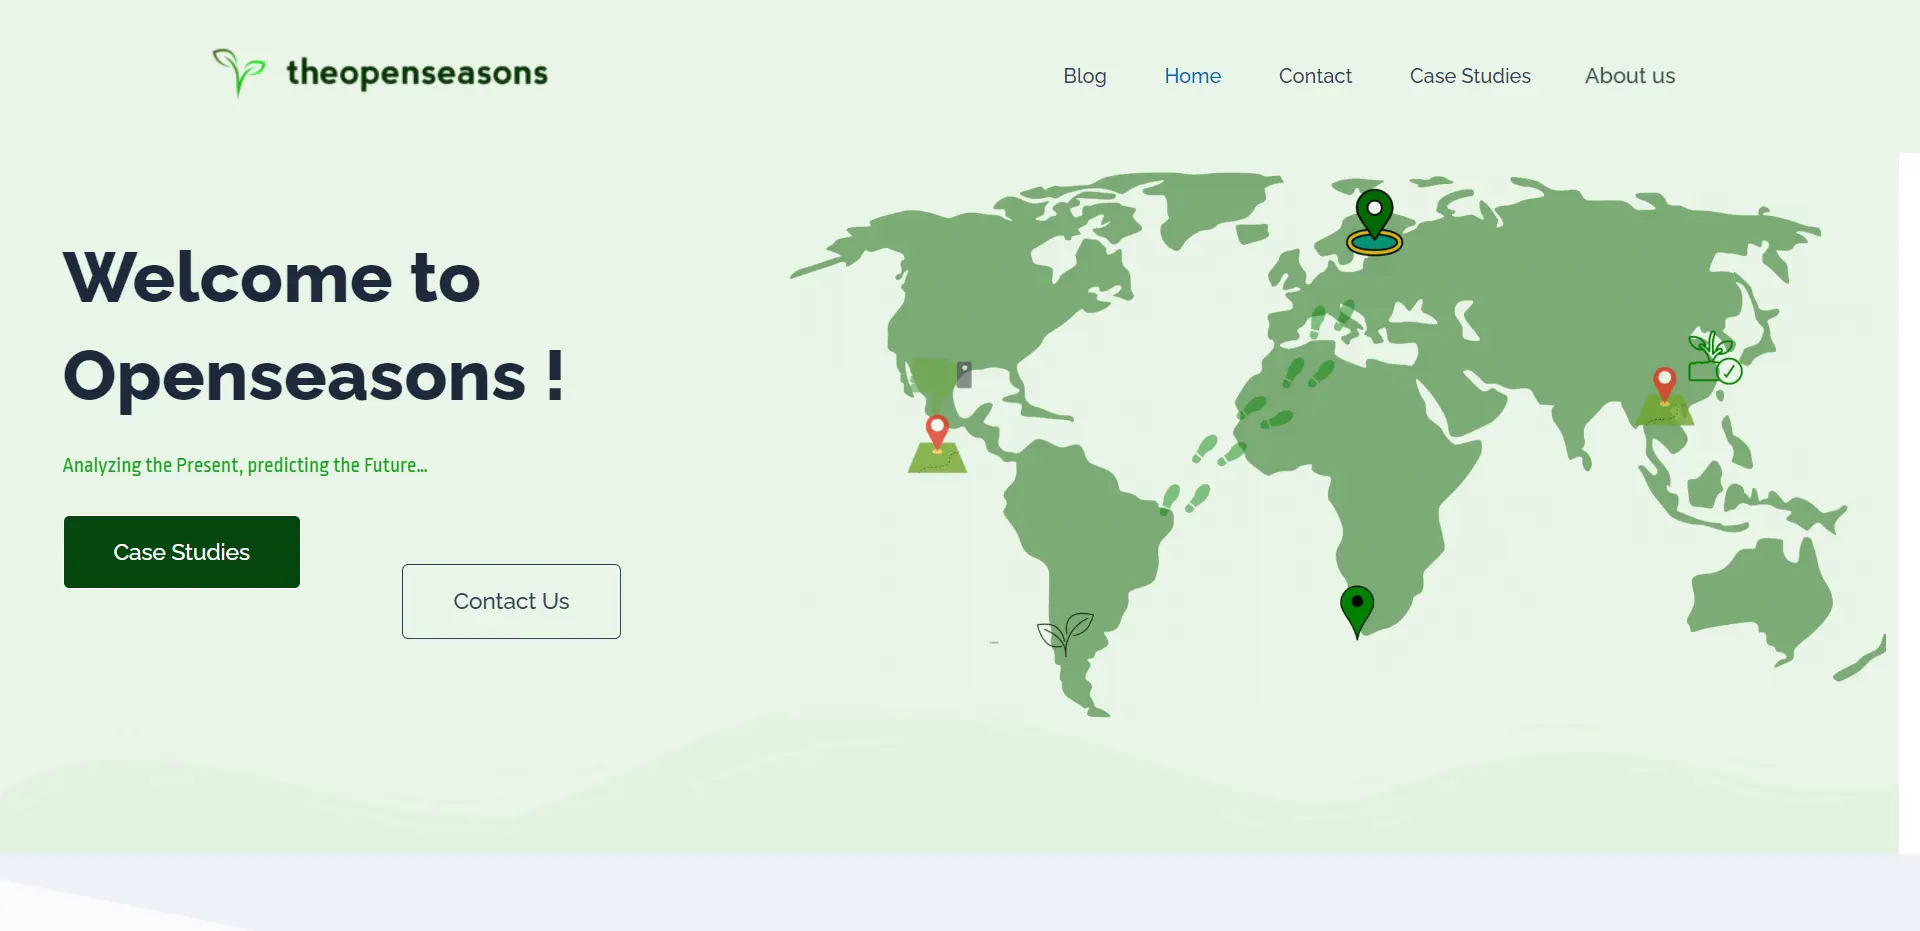 theopenseasons
Blog
Home
Contact
Case Studies
About us
Welcome to
Openseasons !
Analyzing the Present, predicting the Future...
Case Studies
Contact Us